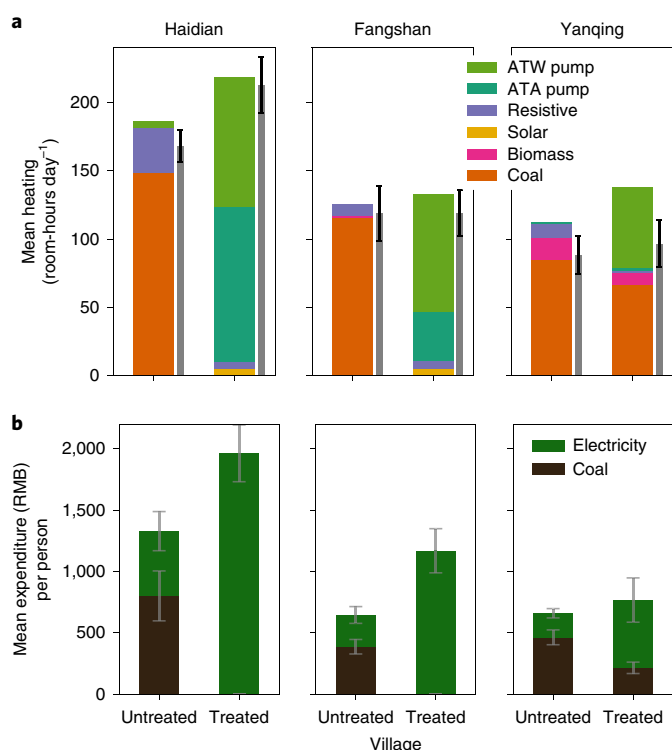 a
Haidian
Fangshan
Yanqing
Mean heating
(room-hours day⁻¹)
200
150
100
50
0
ATW pump
ATA pump
Resistive
Solar
Biomass
Coal
b
Mean expenditure (RMB)
per person
2,000
1,500
1,000
500
0
Electricity
Coal
Untreated Treated
Untreated Treated
Untreated Treated
Village